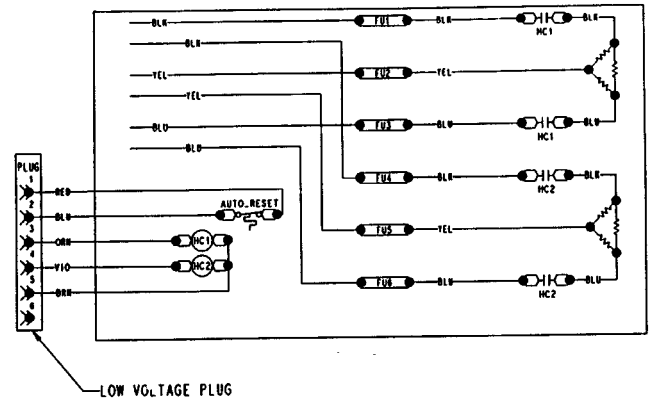 BLK FU1 BLK BLK
HC1
BLK
YEL FU2 YEL
YEL
BLU FU3 BLU BLU
HC1
BLU
PLUG
1
RED
2
BLU AUTO_RESET
3
ORN HC1
4
VIO HC2
5
BRN
6
FU4 BLK BLK
HC2
FU5 YEL
FU6 BLU BLU
HC2
LOW VOLTAGE PLUG